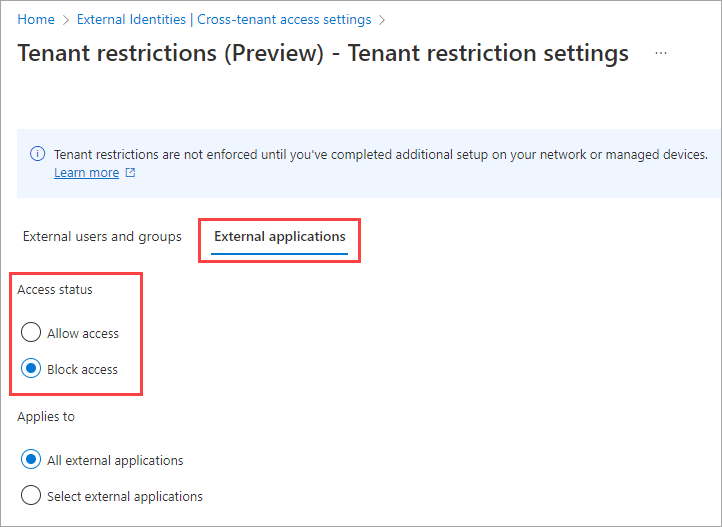 Home > External Identities | Cross-tenant access settings >
Tenant restrictions (Preview) - Tenant restriction settings ...
Tenant restrictions are not enforced until you've completed additional setup on your network or managed devices.
Learn more
External users and groups External applications
Access status
Allow access
Block access
Applies to
All external applications
Select external applications